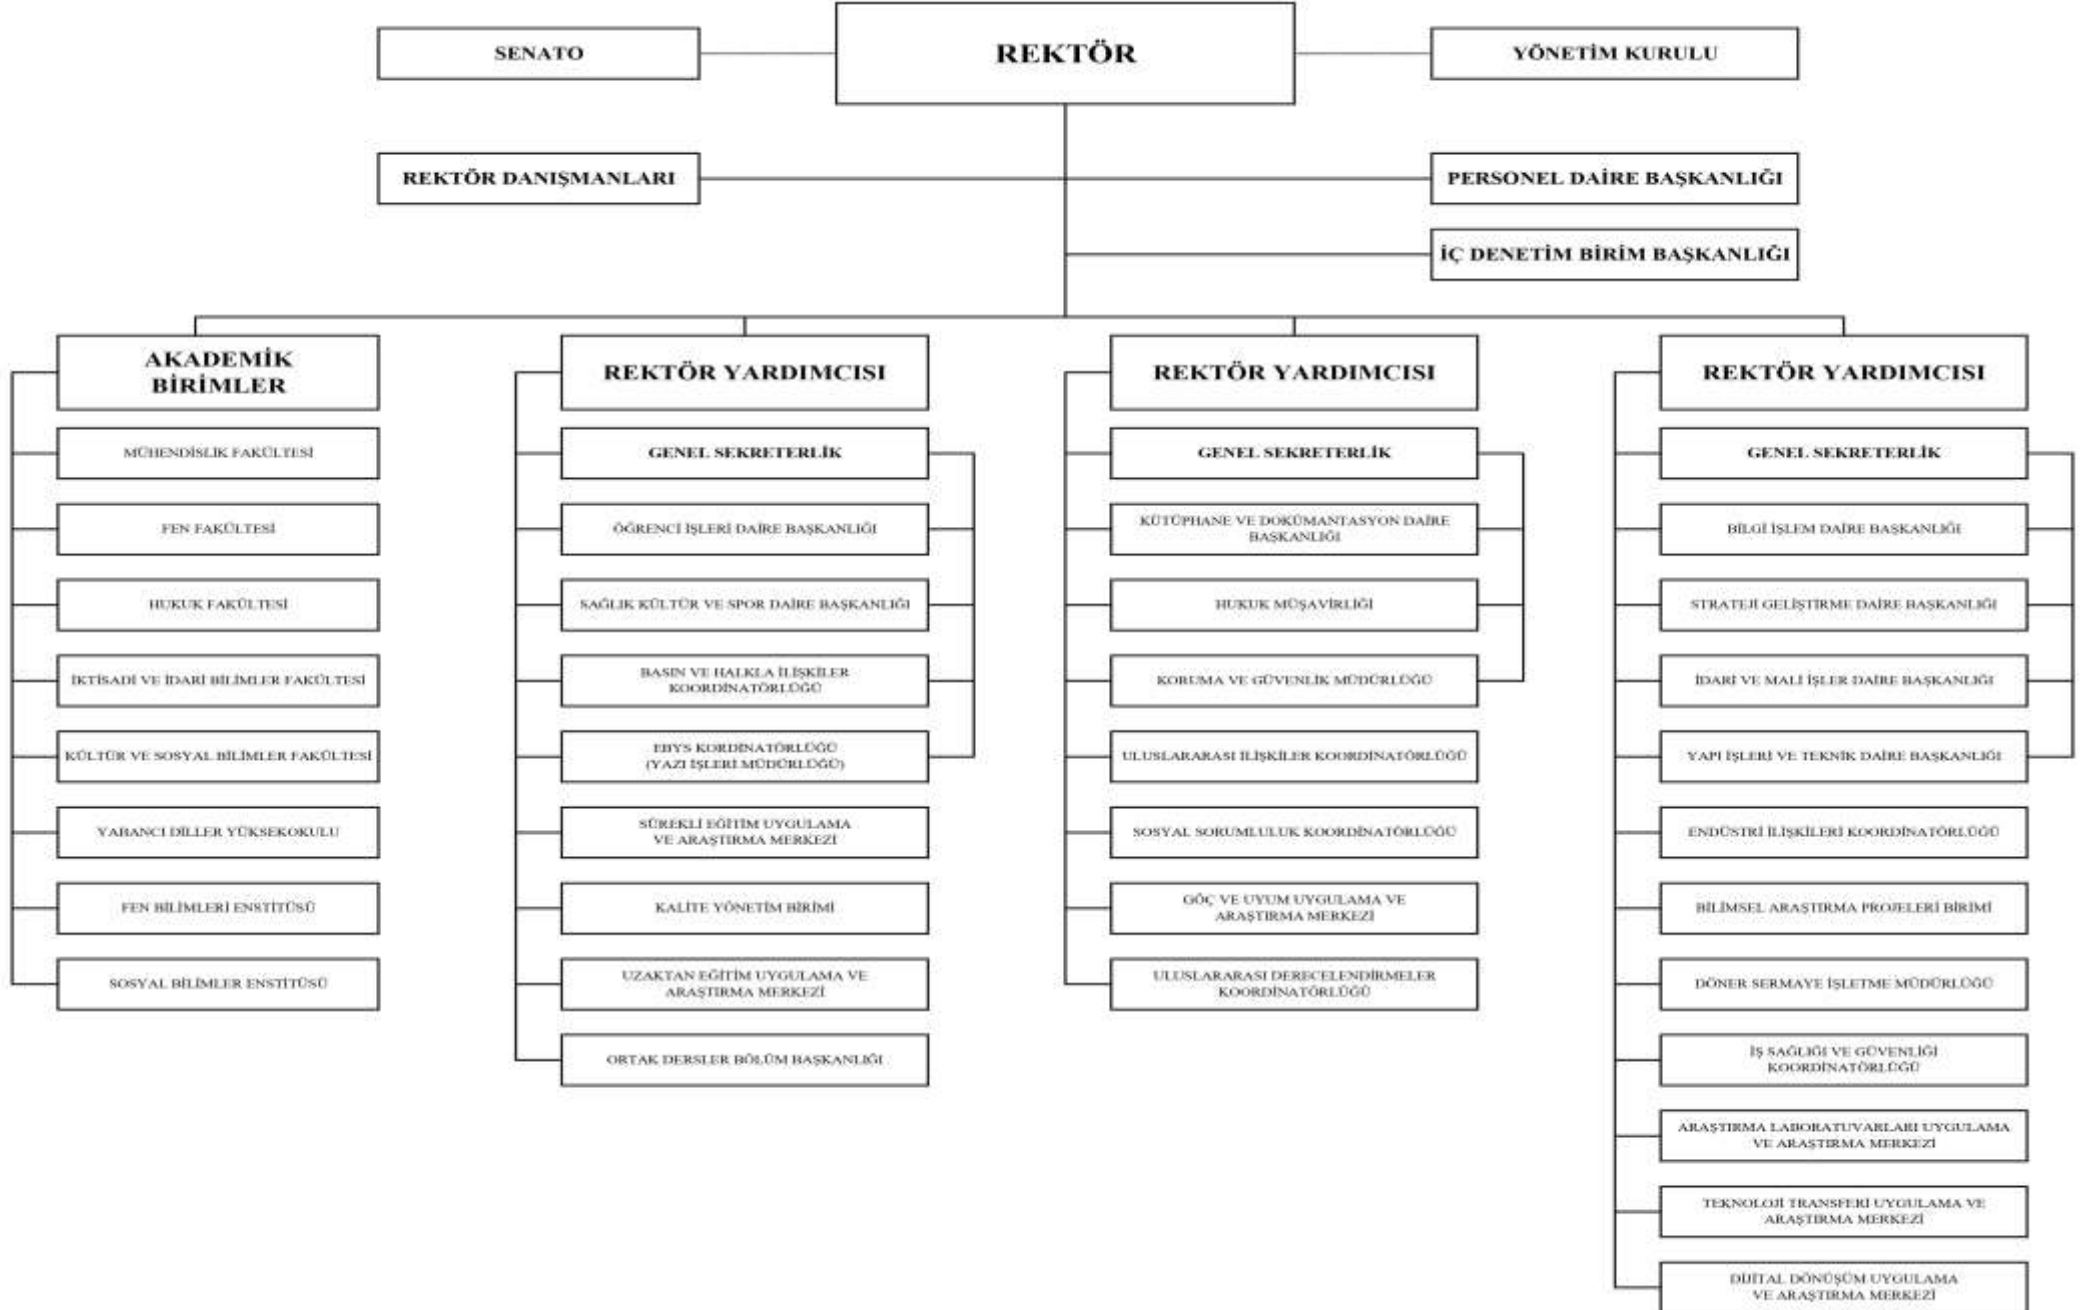 SENATO
REKTÖR
YÖNETİM KURULU
REKTÖR DANIŞMANLARI
PERSONEL DAİRE BAŞKANLIĞI
İÇ DENETİM BİRİM BAŞKANLIĞI
AKADEMİK
BİRİMLER
MÜHENDİSLİK FAKÜLTESİ
FEN FAKÜLTESİ
HUKUK FAKÜLTESİ
İKTİSADİ VE İDARİ BİLİMLER FAKÜLTESİ
KÜLTÜR VE SOSYAL BİLİMLER FAKÜLTESİ
YABANCI DİLLER YÜKSEKOKULU
FEN BİLİMLERİ ENSTİTÜSÜ
SOSYAL BİLİMLER ENSTİTÜSÜ
REKTÖR YARDIMCISI
GENEL SEKRETERLİK
ÖĞRENCİ İŞLERİ DAİRE BAŞKANLIĞI
SAĞLIK KÜLTÜR VE SPOR DAİRE BAŞKANLIĞI
BASIN VE HALKLA İLİŞKİLER
KOORDİNATÖRLÜĞÜ
EBYS KORDİNATÖRLÜĞÜ
(YAZI İŞLERİ MÜDÜRLÜĞÜ)
SÜREKLİ EĞİTİM UYGULAMA
VE ARAŞTIRMA MERKEZİ
KALİTE YÖNETİM BİRİMİ
UZAKTAN EĞİTİM UYGULAMA VE
ARAŞTIRMA MERKEZİ
ORTAK DERSLER BÖLÜM BAŞKANLIĞI
REKTÖR YARDIMCISI
GENEL SEKRETERLİK
KÜTÜPHANE VE DOKÜMANTASYON DAİRE
BAŞKANLIĞI
HUKUK MÜŞAVİRLİĞİ
KORUMA VE GÜVENLİK MÜDÜRLÜĞÜ
ULUSLARARASI İLİŞKİLER KOORDİNATÖRLÜĞÜ
SOSYAL SORUMLULUK KOORDİNATÖRLÜĞÜ
GÖÇ VE UYUM UYGULAMA VE
ARAŞTIRMA MERKEZİ
ULUSLARARASI DERECELENDİRMELER
KOORDİNATÖRLÜĞÜ
REKTÖR YARDIMCISI
GENEL SEKRETERLİK
BİLGİ İŞLEM DAİRE BAŞKANLIĞI
STRATEJİ GELİŞTİRME DAİRE BAŞKANLIĞI
İDARİ VE MALİ İŞLER DAİRE BAŞKANLIĞI
YAPI İŞLERİ VE TEKNİK DAİRE BAŞKANLIĞI
ENDÜSTRİ İLİŞKİLERİ KOORDİNATÖRLÜĞÜ
BİLİMSEL ARAŞTIRMA PROJELERİ BİRİMİ
DÖNER SERMAYE İŞLETME MÜDÜRLÜĞÜ
İŞ SAĞLIĞI VE GÜVENLİĞİ
KOORDİNATÖRLÜĞÜ
ARAŞTIRMA LABORATUVARLARI UYGULAMA
VE ARAŞTIRMA MERKEZİ
TEKNOLOJİ TRANSFERİ UYGULAMA VE
ARAŞTIRMA MERKEZİ
DİJİTAL DÖNÜŞÜM UYGULAMA
VE ARAŞTIRMA MERKEZİ